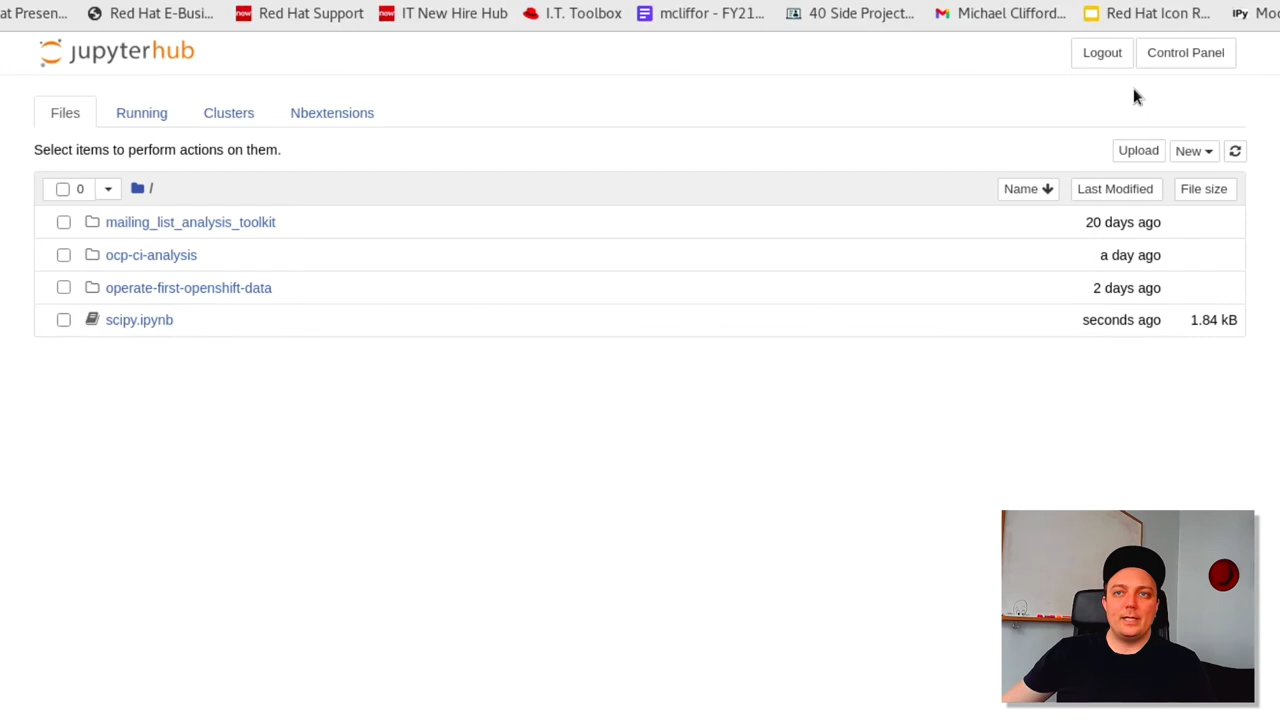 at Presen... Red Hat E-Busi... Red Hat Support IT New Hire Hub I.T. Toolbox mcliffor - FY21... 40 Side Project... Michael Clifford... Red Hat Icon R... IPy Moo
jupyterhub Logout Control Panel
Files Running Clusters Nbextensions
Select items to perform actions on them. Upload New
0 / Name Last Modified File size
mailing_list_analysis_toolkit 20 days ago
ocp-ci-analysis a day ago
operate-first-openshift-data 2 days ago
scipy.ipynb seconds ago 1.84 kB